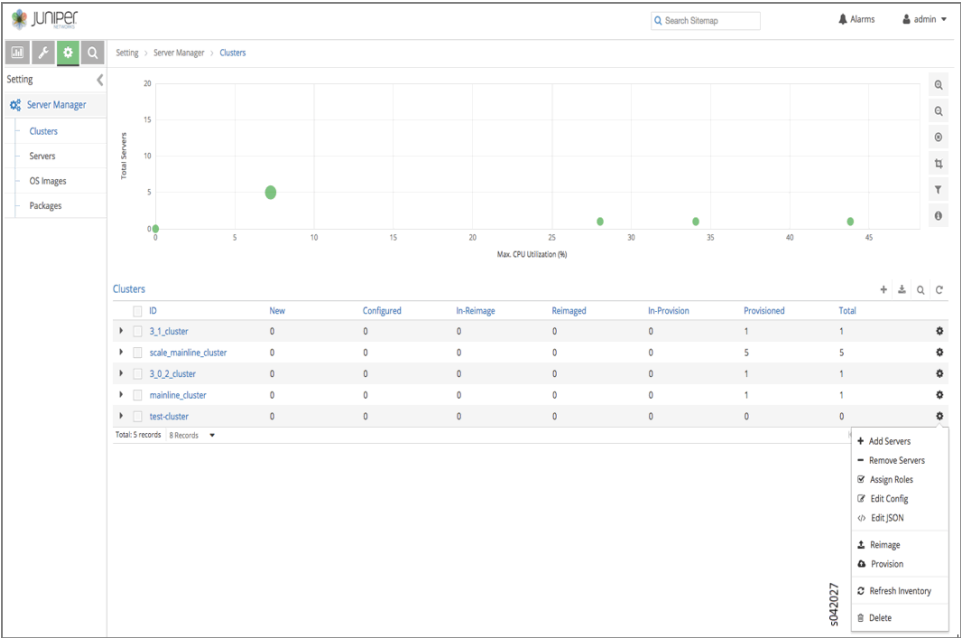 JUNIPER
NETWORKS
Search Sitemap
Alarms
admin
Setting > Server Manager > Clusters
Setting
Server Manager
Clusters
Servers
OS Images
Packages
Total Servers
20
15
10
5
0
0 5 10 15 20 25 30 35 40 45
Max. CPU Utilization (%)
Clusters
ID New Configured In-Reimage Reimaged In-Provision Provisioned Total
3_1_cluster 0 0 0 0 0 1 1
scale_mainline_cluster 0 0 0 0 0 5 5
3_0_2_cluster 0 0 0 0 0 1 1
mainline_cluster 0 0 0 0 0 1 1
test-cluster 0 0 0 0 0 0 0
Total: 5 records 8 Records
Add Servers
Remove Servers
Assign Roles
Edit Config
Edit JSON
Reimage
Provision
Refresh Inventory
Delete
s042027